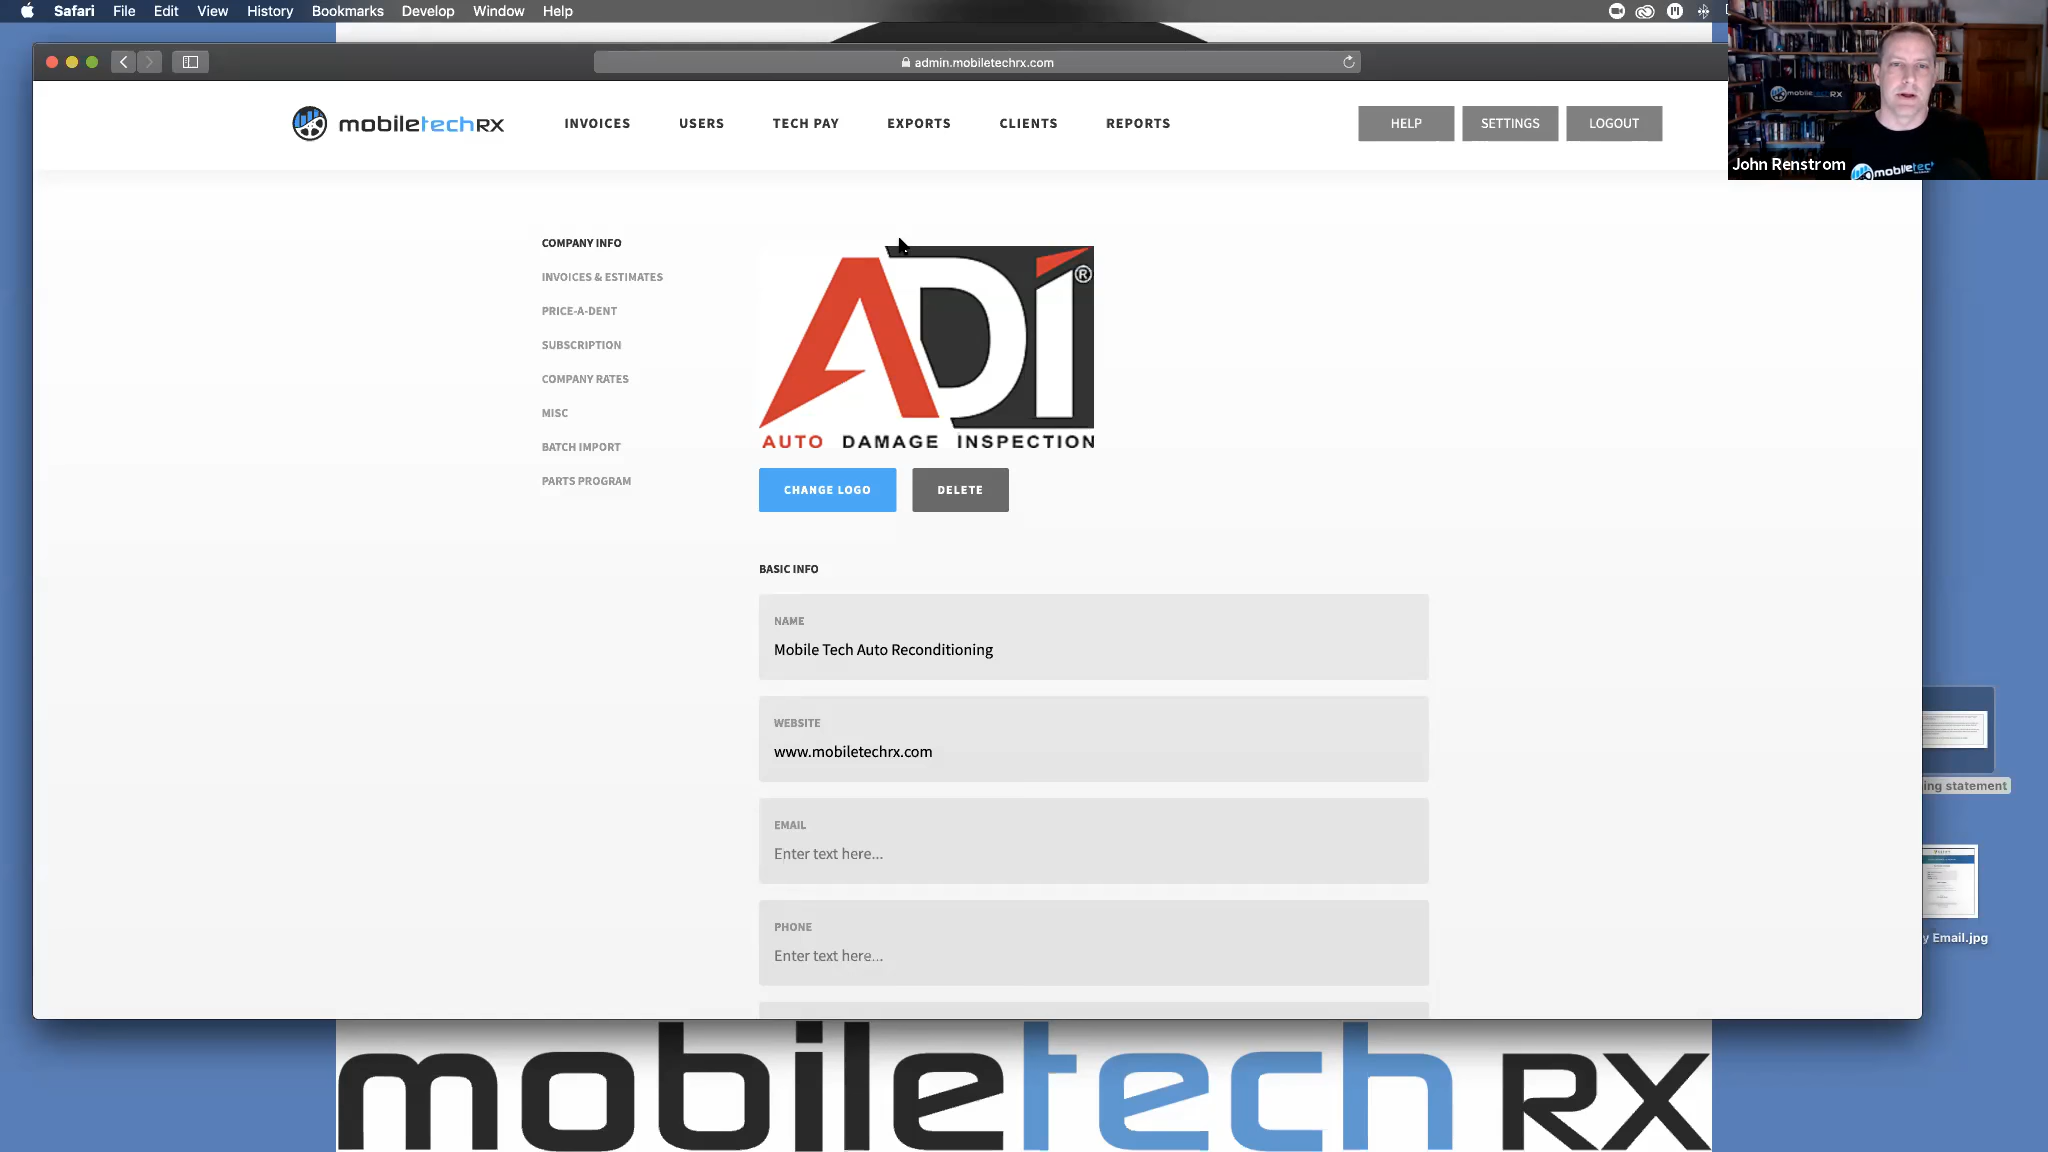 Safari File Edit View History Bookmarks Develop Window Help
admin.mobiletechrx.com
mobiletechRX INVOICES USERS TECH PAY EXPORTS CLIENTS REPORTS HELP SETTINGS LOGOUT
mobiletechRX
John Renstrom
mobiletec
COMPANY INFO
INVOICES & ESTIMATES
PRICE-A-DENT
SUBSCRIPTION
COMPANY RATES
MISC
BATCH IMPORT
PARTS PROGRAM
ADI®
AUTO DAMAGE INSPECTION
CHANGE LOGO DELETE
BASIC INFO
NAME
Mobile Tech Auto Reconditioning
WEBSITE
www.mobiletechrx.com
EMAIL
Enter text here...
PHONE
Enter text here...
ing statement
y Email.jpg
mobiletech RX